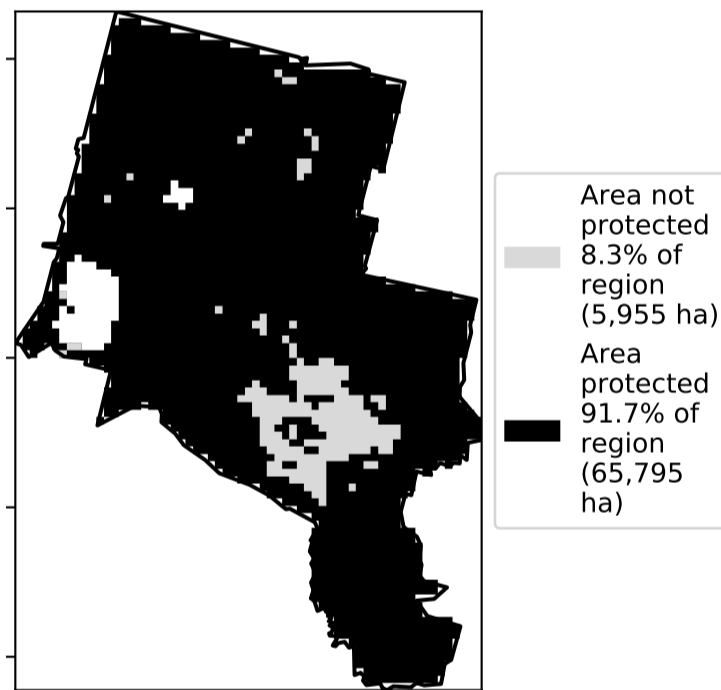 Area not
protected
8.3% of
region
(5,955 ha)
Area
protected
91.7% of
region
(65,795
ha)